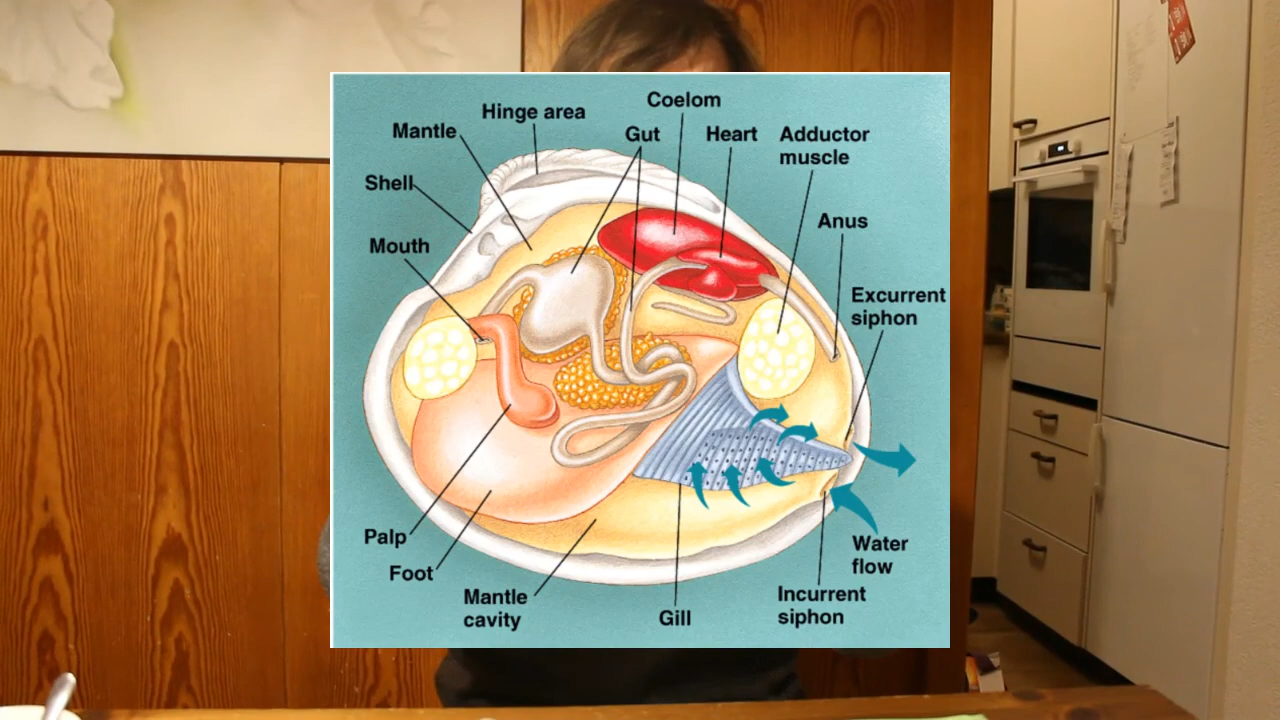 Coelom
Hinge area
Mantle
Gut
Heart
Adductor
muscle
Shell
Anus
Mouth
Excurrent
siphon
Palp
Water
flow
Foot
Mantle
cavity
Gill
Incurrent
siphon